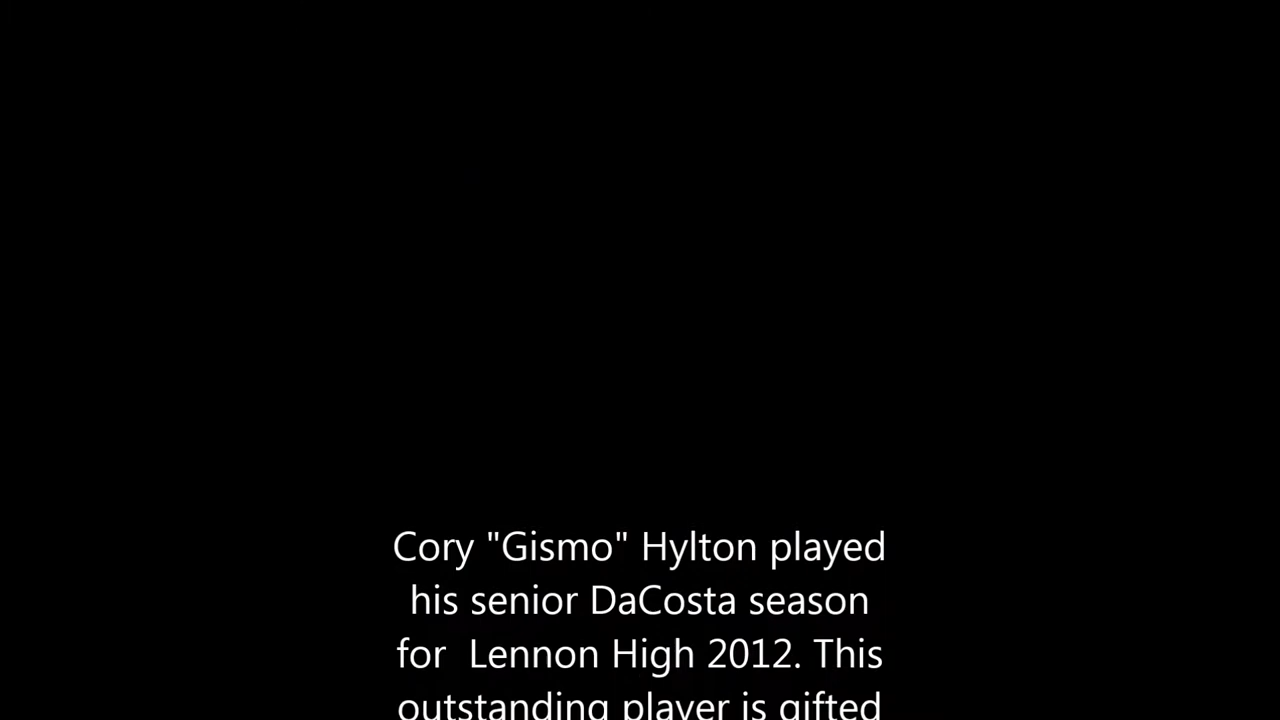 Cory "Gismo" Hylton played
his senior DaCosta season
for  Lennon High 2012. This
outstanding player is gifted